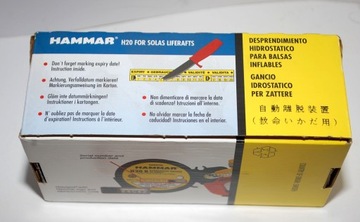 HAMMAR® H20 FOR SOLAS LIFERAFTS
• Don't forget marking expiry date!
Instruction inside.
• Achtung, Verfalldatum markieren!
Markierungsanweisung im Karton.
• Glöm inte datummärkningen!
Instruktioner i kartongen.
• N' oubliez pas de marquer la date
d'expiration! Instructions à l'intérieur.
EXPIRY
VALIDITE
• Non dimenticare di marcare la data
di scadenza! Istruzioni all'interno.
• No olvidar marcar la fecha de
caducidad! Instrucciones en el interior.
DESPRENDIMIENTO
HIDROSTATICO
PARA BALSAS
INFLABLES
GANCIO
IDROSTATICO
PER ZATTERE
自動離脱装置
(救命いかだ用)
HAMMAR